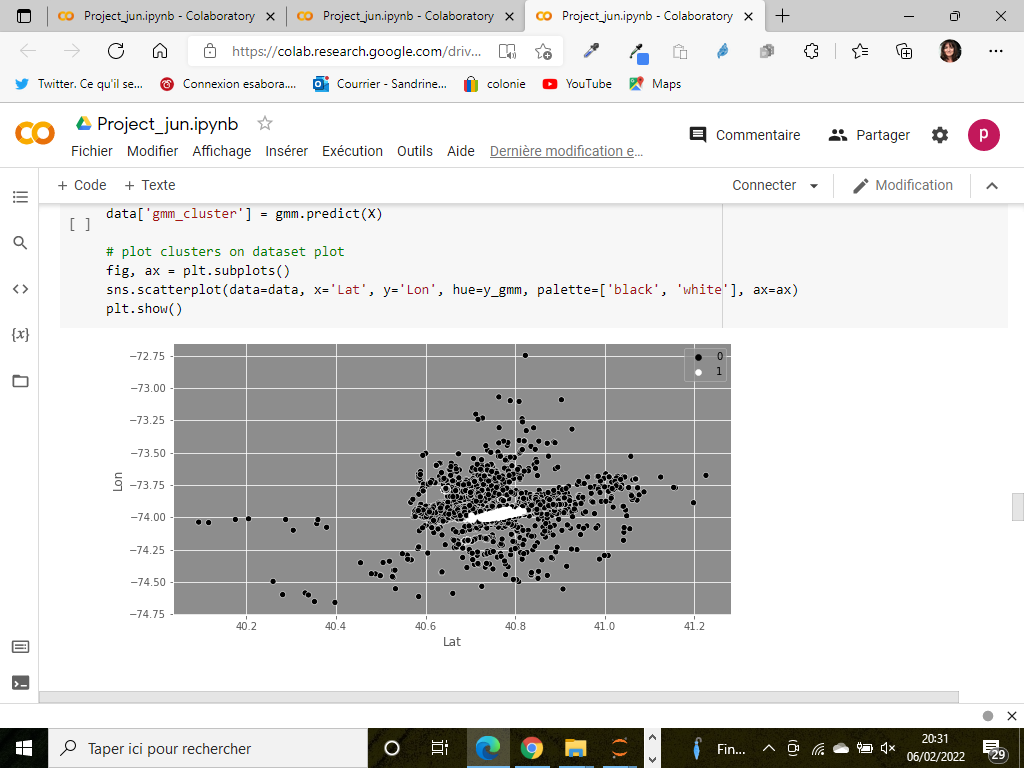 Project_jun.ipynb - Colaboratory
Project_jun.ipynb - Colaboratory
Project_jun.ipynb - Colaboratory
https://colab.research.google.com/driv...
Twitter. Ce qu'il se... Connexion esabora.... Courrier - Sandrine... colonie YouTube Maps
Project_jun.ipynb
Commentaire Partager P
Fichier Modifier Affichage Insérer Exécution Outils Aide Dernière modification e...
+ Code + Texte Connecter Modification
{x}
[ ]
data['gmm_cluster'] = gmm.predict(X)
# plot clusters on dataset plot
fig, ax = plt.subplots()
sns.scatterplot(data=data, x='Lat', y='Lon', hue=y_gmm, palette=['black', 'white'], ax=ax)
plt.show()
0
1
−72.75
−73.00
−73.25
−73.50
−73.75
−74.00
−74.25
−74.50
−74.75
Lon
40.2 40.4 40.6 40.8 41.0 41.2
Lat
Taper ici pour rechercher
Fin...
20:31
06/02/2022
29